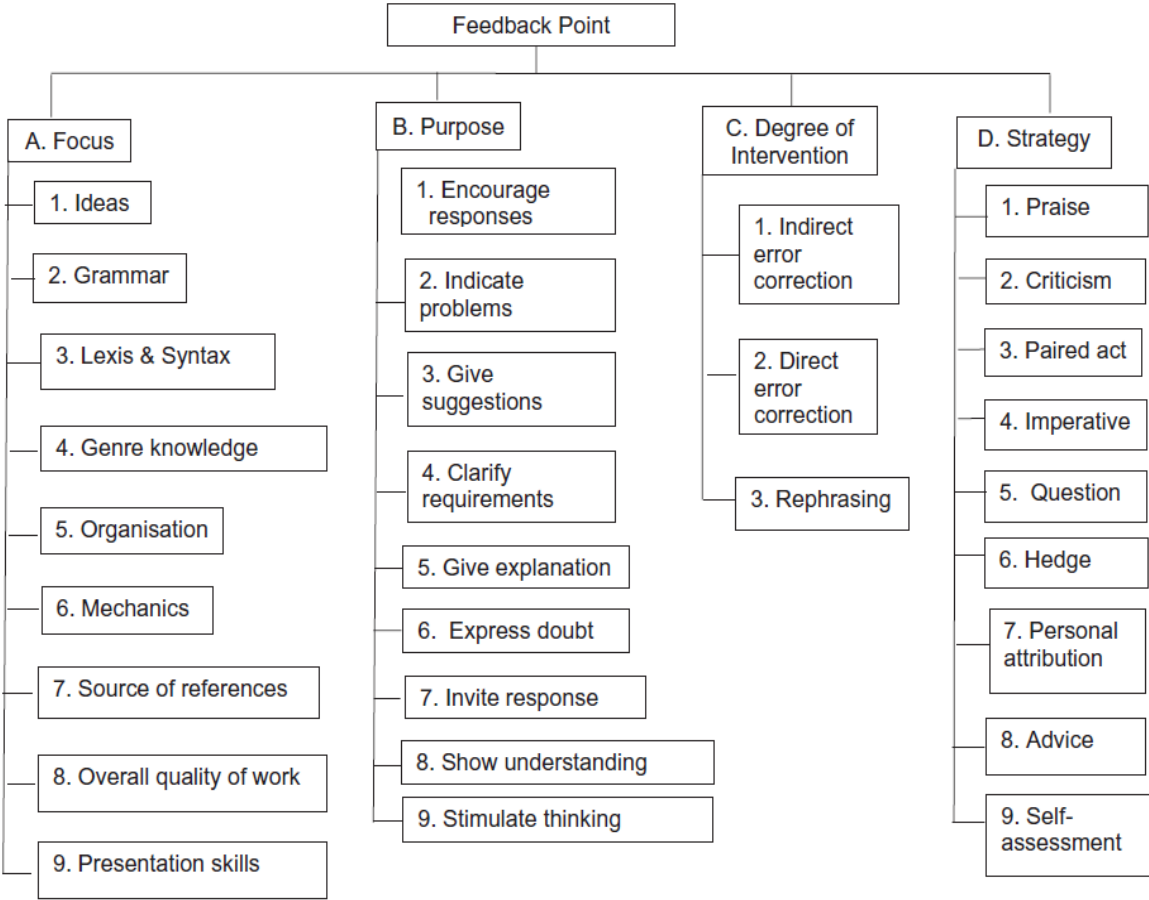 Feedback Point
A. Focus
1. Ideas
2. Grammar
3. Lexis & Syntax
4. Genre knowledge
5. Organisation
6. Mechanics
7. Source of references
8. Overall quality of work
9. Presentation skills
B. Purpose
1. Encourage
responses
2. Indicate
problems
3. Give
suggestions
4. Clarify
requirements
5. Give explanation
6. Express doubt
7. Invite response
8. Show understanding
9. Stimulate thinking
C. Degree of
Intervention
1. Indirect
error
correction
2. Direct
error
correction
3. Rephrasing
D. Strategy
1. Praise
2. Criticism
3. Paired act
4. Imperative
5. Question
6. Hedge
7. Personal
attribution
8. Advice
9. Self-
assessment